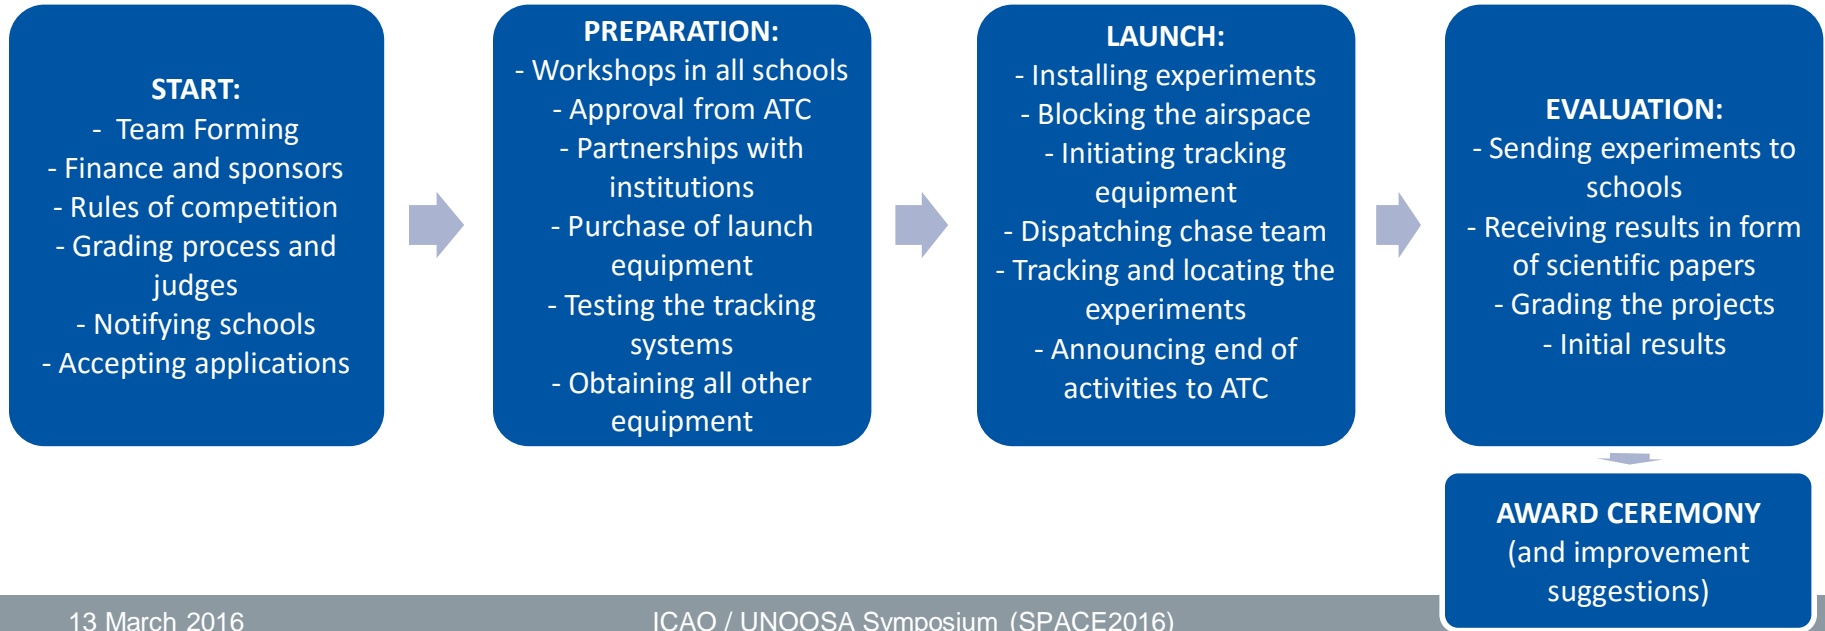 START:
- Team Forming
- Finance and sponsors
- Rules of competition
- Grading process and
judges
- Notifying schools
- Accepting applications
PREPARATION:
- Workshops in all schools
- Approval from ATC
- Partnerships with
institutions
- Purchase of launch
equipment
- Testing the tracking
systems
- Obtaining all other
equipment
LAUNCH:
- Installing experiments
- Blocking the airspace
- Initiating tracking
equipment
- Dispatching chase team
- Tracking and locating the
experiments
- Announcing end of
activities to ATC
EVALUATION:
- Sending experiments to
schools
- Receiving results in form
of scientific papers
- Grading the projects
- Initial results
AWARD CEREMONY
(and improvement
suggestions)
13 March 2016
ICAO / UNOOSA Symposium (SPACE2016)